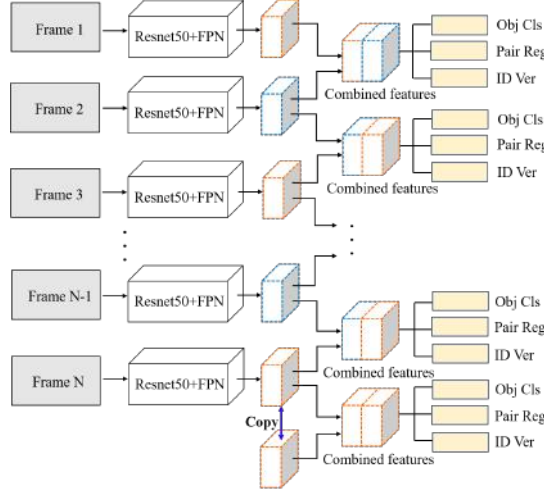 Frame 1
Resnet50+FPN
Combined features
Obj Cls
Pair Reg
ID Ver
Frame 2
Resnet50+FPN
Combined features
Obj Cls
Pair Reg
ID Ver
Frame 3
Resnet50+FPN
Frame N-1
Resnet50+FPN
Combined features
Obj Cls
Pair Reg
ID Ver
Frame N
Resnet50+FPN
Copy
Combined features
Obj Cls
Pair Reg
ID Ver